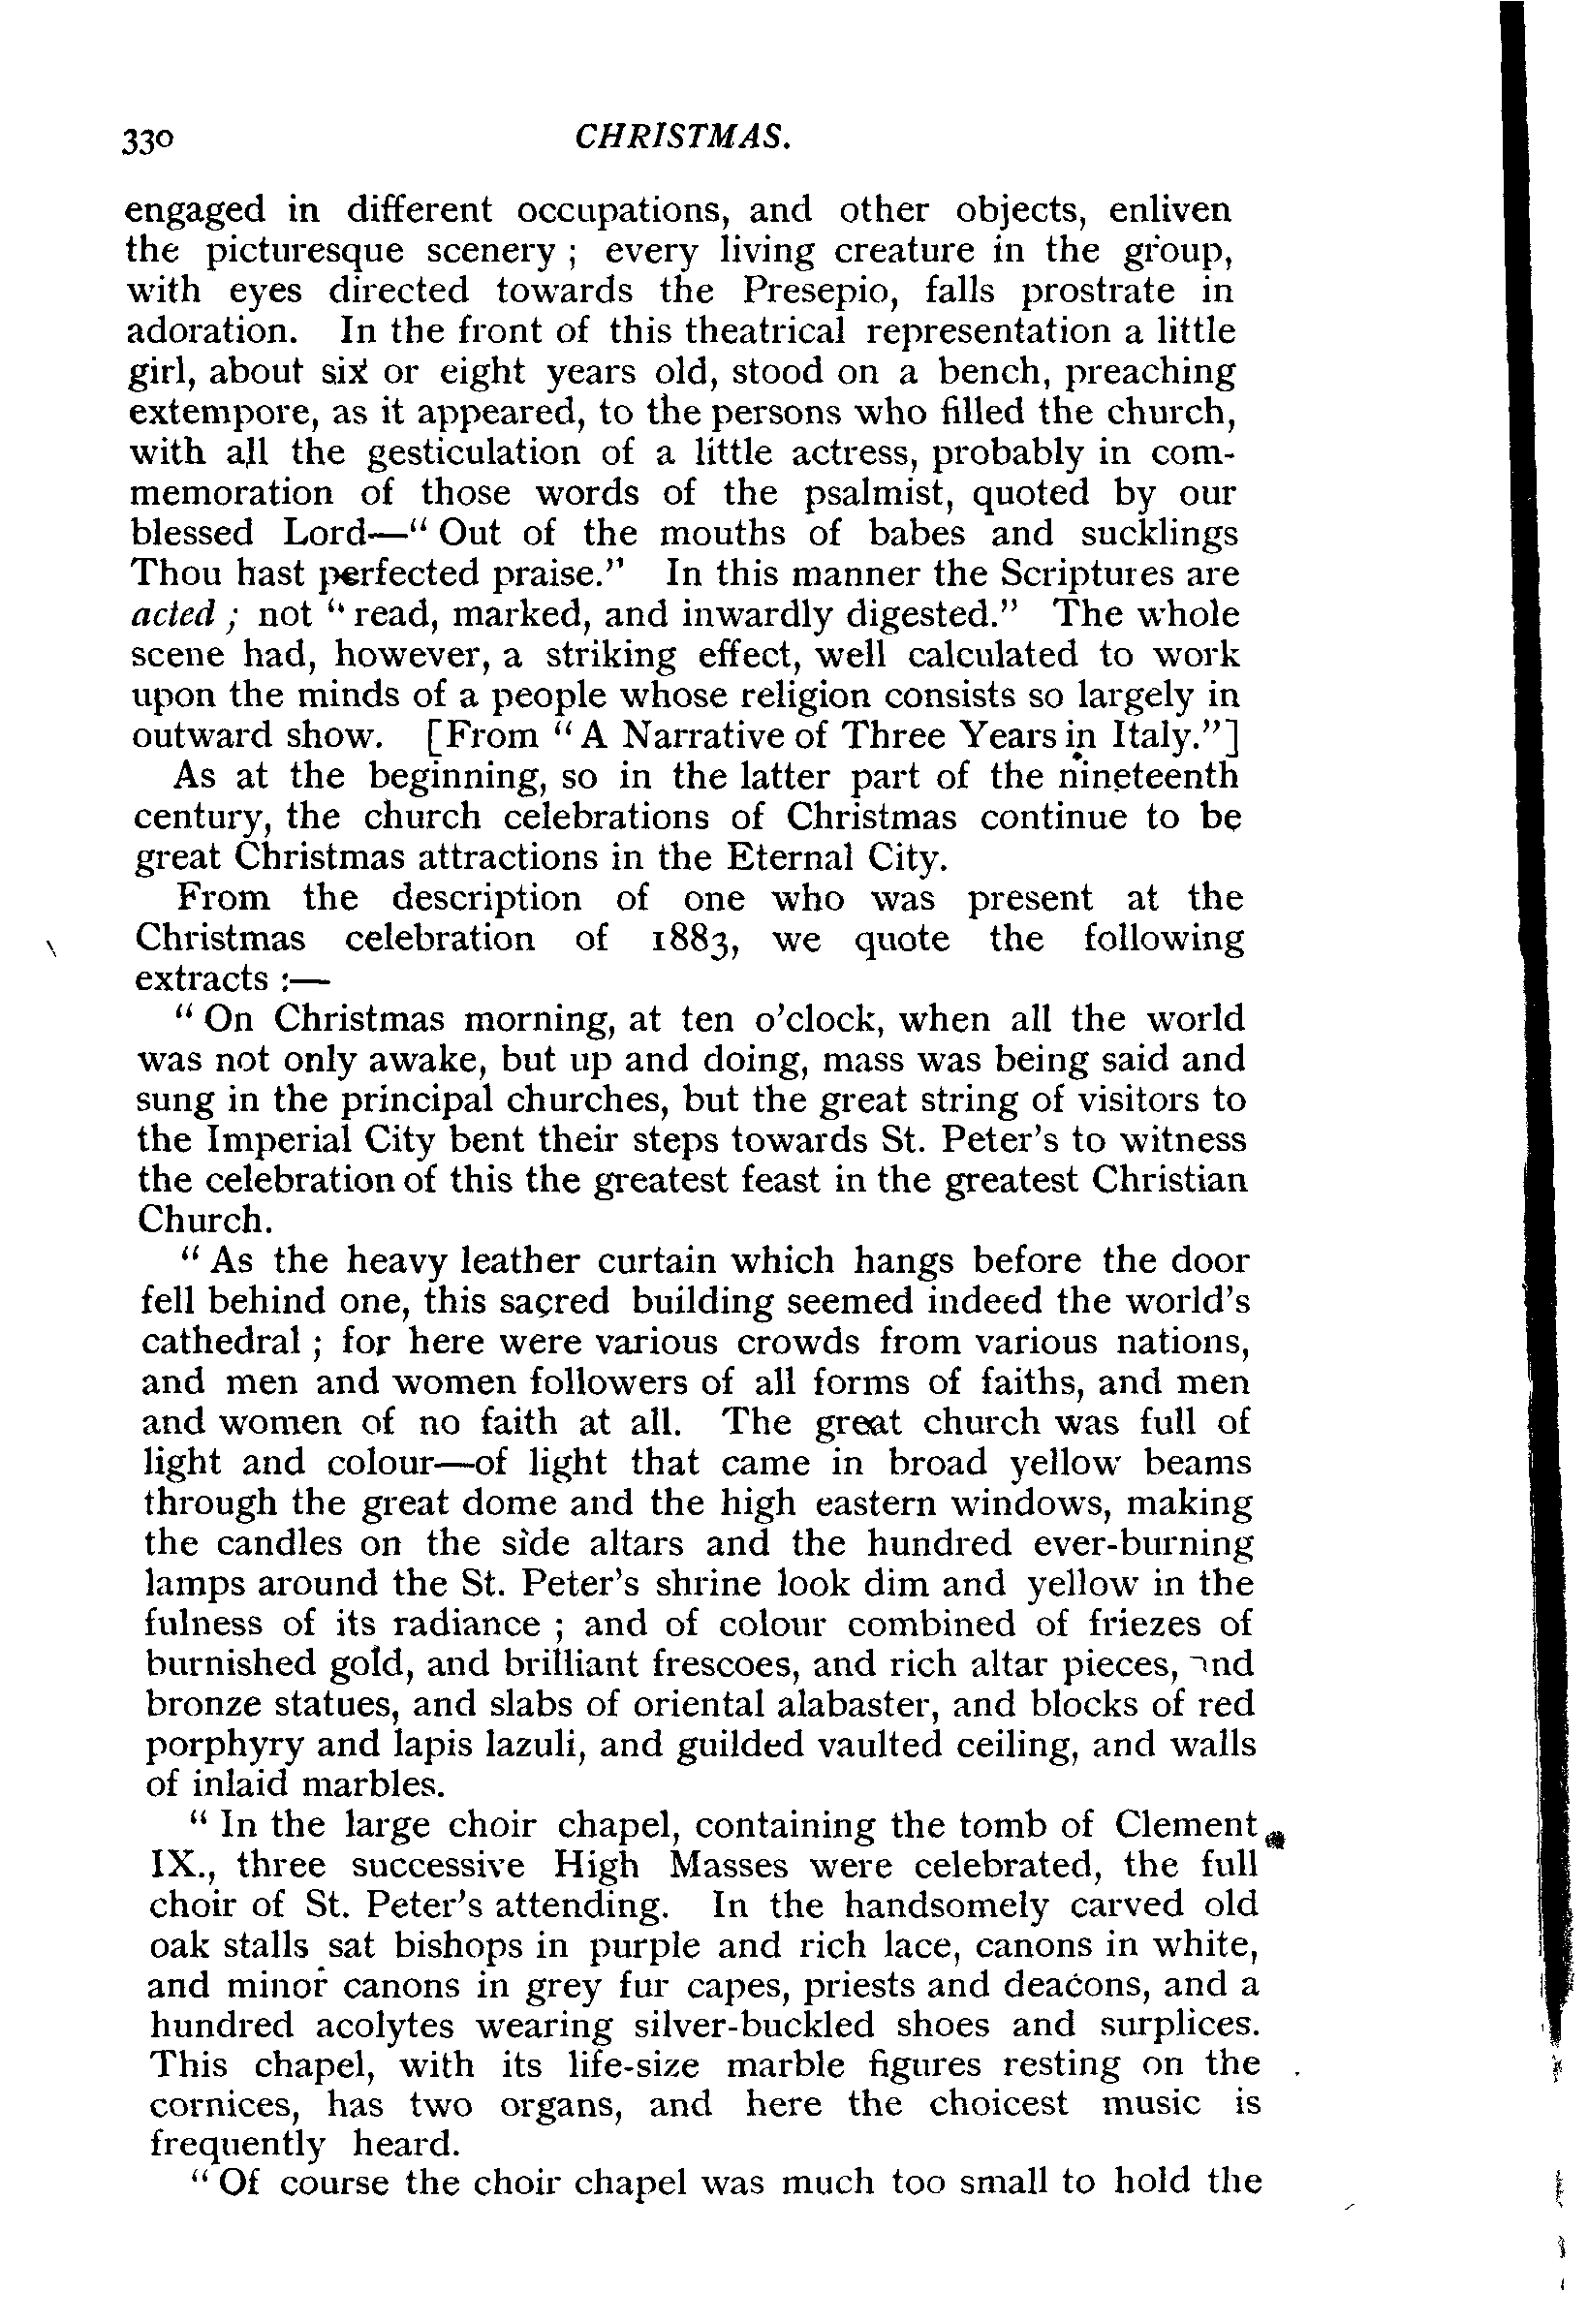 330 CHRISTMAS.
engaged in different occupations, and other objects, enliven
the picturesque scenery ; every living creature in the group,
with eyes directed towards the Presepio, falls prostrate in
adoration. In the front of this theatrical representation a little
girl, about six or eight years old, stood on a bench, preaching
extempore, as it appeared, to the persons who filled the church,
with all the gesticulation of a little actress, probably in com-
memoration of those words of the psalmist, quoted by our
blessed Lord—“ Out of the mouths of babes and sucklings
Thou hast perfected praise.” In this manner the Scriptures are
acted ; not “ read, marked, and inwardly digested.” The whole
scene had, however, a striking effect, well calculated to work
upon the minds of a people whose religion consists so largely in
outward show. [From “ A Narrative of Three Years in Italy.”]
As at the beginning, so in the latter part of the nineteenth
century, the church celebrations of Christmas continue to be
great Christmas attractions in the Eternal City.
From the description of one who was present at the
Christmas celebration of 1883, we quote the following
extracts :—
“ On Christmas morning, at ten o’clock, when all the world
was not only awake, but up and doing, mass was being said and
sung in the principal churches, but the great string of visitors to
the Imperial City bent their steps towards St. Peter’s to witness
the celebration of this the greatest feast in the greatest Christian
Church.
“ As the heavy leather curtain which hangs before the door
fell behind one, this sacred building seemed indeed the world’s
cathedral ; for here were various crowds from various nations,
and men and women followers of all forms of faiths, and men
and women of no faith at all. The great church was full of
light and colour—of light that came in broad yellow beams
through the great dome and the high eastern windows, making
the candles on the side altars and the hundred ever-burning
lamps around the St. Peter’s shrine look dim and yellow in the
fulness of its radiance ; and of colour combined of friezes of
burnished gold, and brilliant frescoes, and rich altar pieces, and
bronze statues, and slabs of oriental alabaster, and blocks of red
porphyry and lapis lazuli, and guilded vaulted ceiling, and walls
of inlaid marbles.
“ In the large choir chapel, containing the tomb of Clement
IX., three successive High Masses were celebrated, the full
choir of St. Peter’s attending. In the handsomely carved old
oak stalls sat bishops in purple and rich lace, canons in white,
and minor canons in grey fur capes, priests and deacons, and a
hundred acolytes wearing silver-buckled shoes and surplices.
This chapel, with its life-size marble figures resting on the
cornices, has two organs, and here the choicest music is
frequently heard.
“ Of course the choir chapel was much too small to hold the